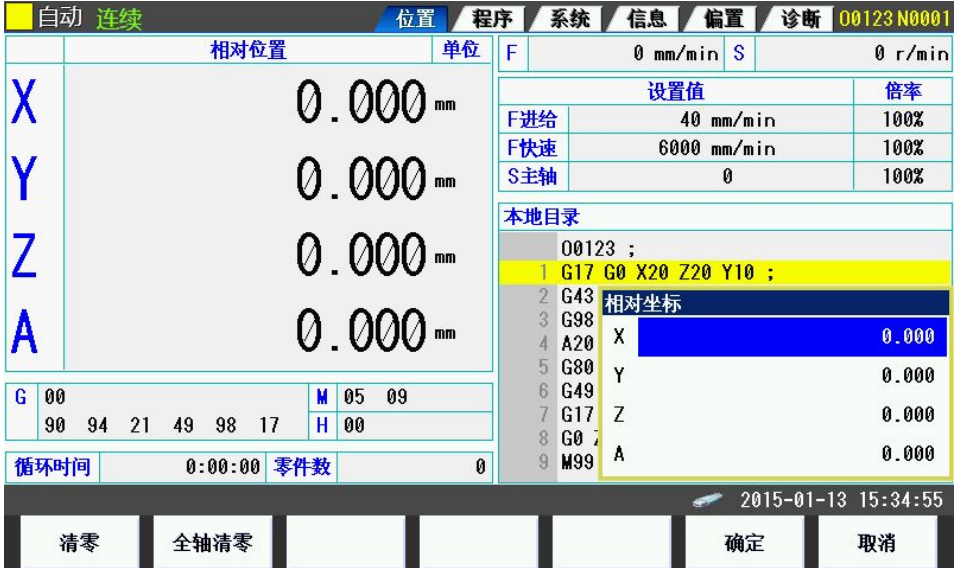 自动 连续 位置 程序 系统 信息 偏置 诊断 O0123 N0001
相对位置 单位
X 0.000 mm
Y 0.000 mm
Z 0.000 mm
A 0.000 mm
G 00 M 05 09
90 94 21 49 98 17 H 00
循环时间 0:00:00 零件数 0
F 0 mm/min S 0 r/min
设置值 倍率
F进给 40 mm/min 100%
F快速 6000 mm/min 100%
S主轴 0 100%
本地目录
O0123 ;
1 G17 G0 X20 Z20 Y10 ;
2 G43
3 G98
4 A20
5 G80
6 G49
7 G17
8 G0
9 M99
相对坐标
X 0.000
Y 0.000
Z 0.000
A 0.000
2015-01-13 15:34:55
清零 全轴清零 确定 取消